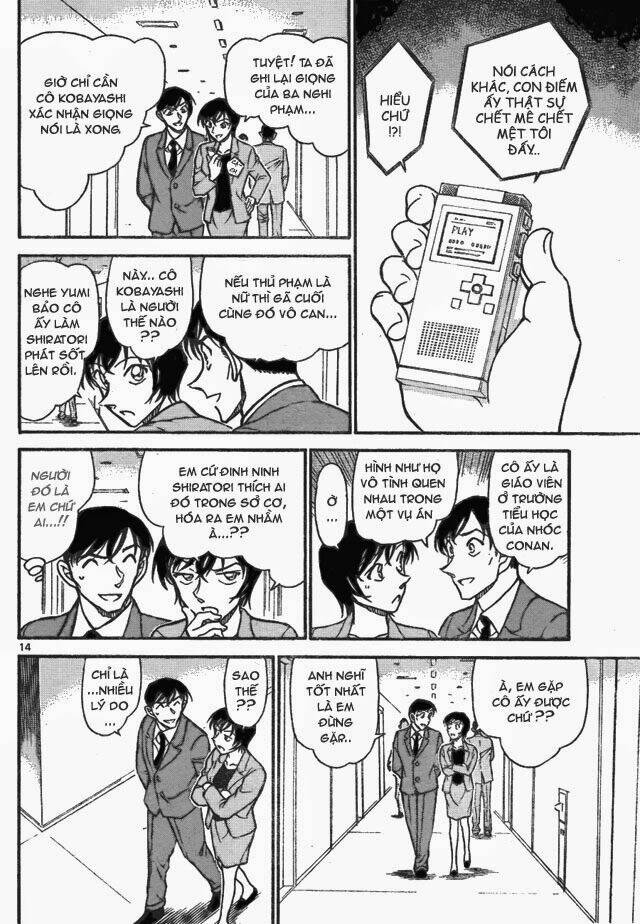 NÓI CÁCH
KHÁC, CON ĐIẾM
ẤY THẬT SỰ
CHẾT MÊ CHẾT
MỆT TÔI
ĐẤY..
HIỂU
CHỨ
!?!
PLAY
TUYỆT! TA ĐÃ
GHI LẠI GIỌNG
CỦA BA NGHI
PHẠM...
GIỜ CHỈ CẦN
CÔ KOBAYASHI
XÁC NHẬN GIỌNG
NÓI LÀ XONG
NẾU THỦ PHẠM LÀ
NỮ THÌ GÃ CUỐI
CÙNG ĐÓ VÔ CAN...
NÀY.. CÔ
KOBAYASHI
LÀ NGƯỜI
THẾ NÀO
??
NGHE YUMI
BẢO CÔ
ẤY LÀM
SHIRATORI
PHÁT SỐT
LÊN RỒI.
CÔ ẤY LÀ
GIÁO VIÊN
Ở TRƯỜNG
TIỂU HỌC
CỦA NHÓC
CONAN.
HÌNH NHƯ HỌ
VÔ TÌNH QUEN
NHAU TRONG
MỘT VỤ ÁN
Ờ ...
EM CỨ ĐINH NINH
SHIRATORI THÍCH AI
ĐÓ TRONG SỞ CƠ,
HÓA RA EM NHẦM
À...??
NGƯỜI
ĐÓ LÀ
EM CHỨ
AI...!!
14
À, EM GẶP
CÔ ẤY ĐƯỢC
CHỨ??
ANH NGHĨ
TỐT NHẤT
LÀ EM
ĐỪNG
GẶP..
SAO
THẾ
??
CHỈ LÀ
...NHIỀU
LÝ DO
...